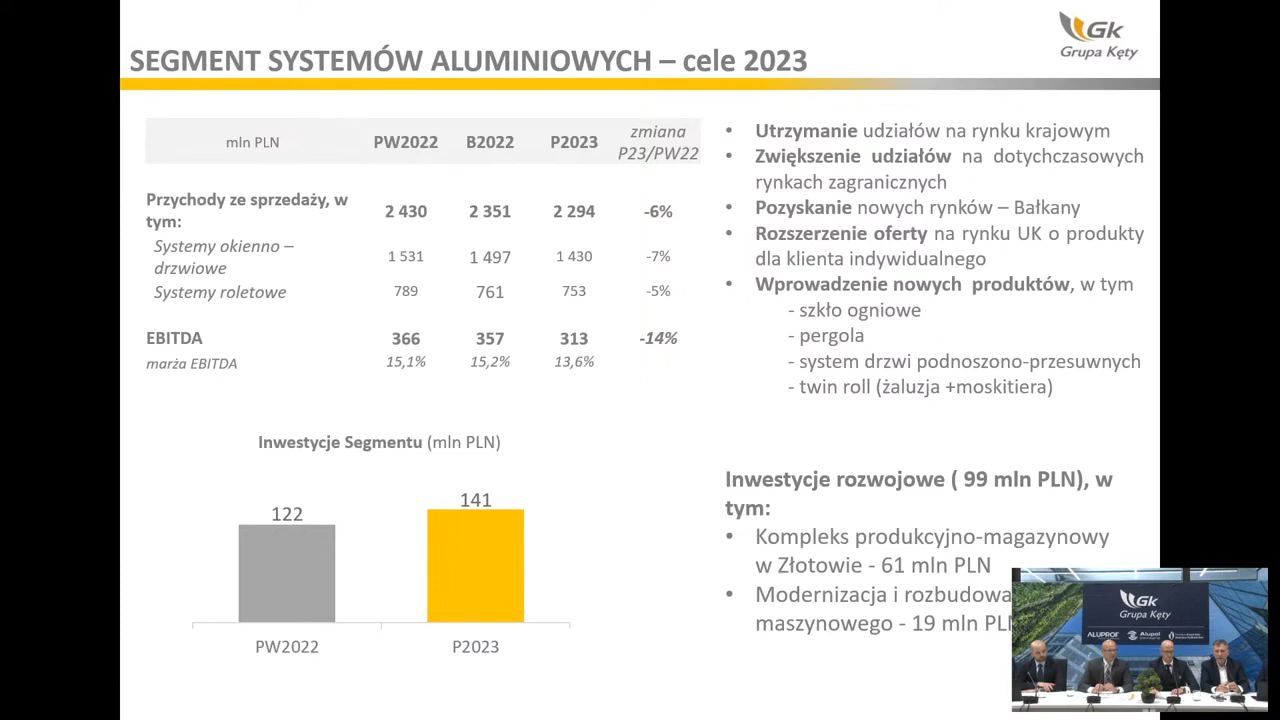 Gk
Grupa Kęty
SEGMENT SYSTEMÓW ALUMINIOWYCH – cele 2023
mln PLN PW2022 B2022 P2023 zmiana P23/PW22
Przychody ze sprzedaży, w tym: 2 430 2 351 2 294 -6%
Systemy okienno – drzwiowe 1 531 1 497 1 430 -7%
Systemy roletowe 789 761 753 -5%
EBITDA 366 357 313 -14%
marża EBITDA 15,1% 15,2% 13,6%
Inwestycje Segmentu (mln PLN)
122
141
PW2022
P2023
• Utrzymanie udziałów na rynku krajowym
• Zwiększenie udziałów na dotychczasowych
rynkach zagranicznych
• Pozyskanie nowych rynków – Bałkany
• Rozszerzenie oferty na rynku UK o produkty
dla klienta indywidualnego
• Wprowadzenie nowych produktów, w tym
- szkło ogniowe
- pergola
- system drzwi podnoszono-przesuwnych
- twin roll (żaluzja +moskitiera)
Inwestycje rozwojowe ( 99 mln PLN), w
tym:
• Kompleks produkcyjno-magazynowy
w Złotowie - 61 mln PLN
• Modernizacja i rozbudowa
maszynowego - 19 mln PLN
Gk
Grupa Kęty
ALUPROF Alupol